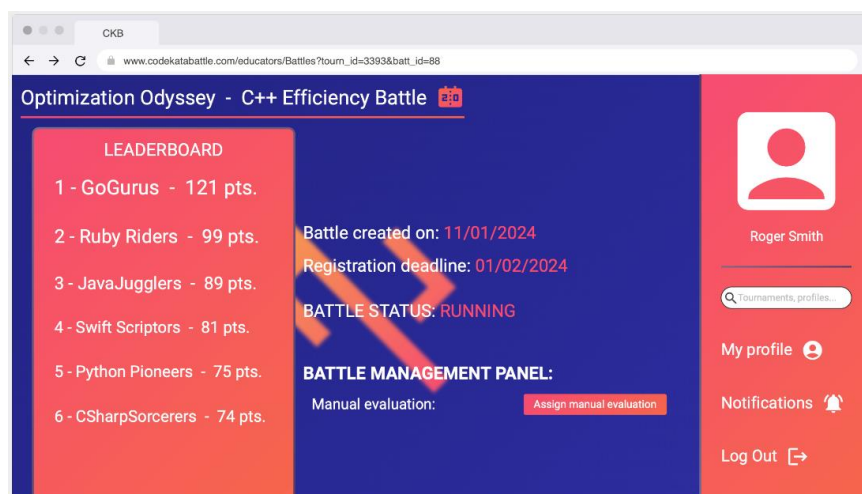 CKB
www.codekatabattle.com/educators/Battles?tourn_id=3393&batt_id=88
Optimization Odyssey - C++ Efficiency Battle
LEADERBOARD
1 - GoGurus - 121 pts.
2 - Ruby Riders - 99 pts.
3 - JavaJugglers - 89 pts.
4 - Swift Scriptors - 81 pts.
5 - Python Pioneers - 75 pts.
6 - CSharpSorcerers - 74 pts.
Battle created on: 11/01/2024
Registration deadline: 01/02/2024
BATTLE STATUS: RUNNING
BATTLE MANAGEMENT PANEL:
Manual evaluation:
Assign manual evaluation
Roger Smith
Tournaments, profiles...
My profile
Notifications
Log Out